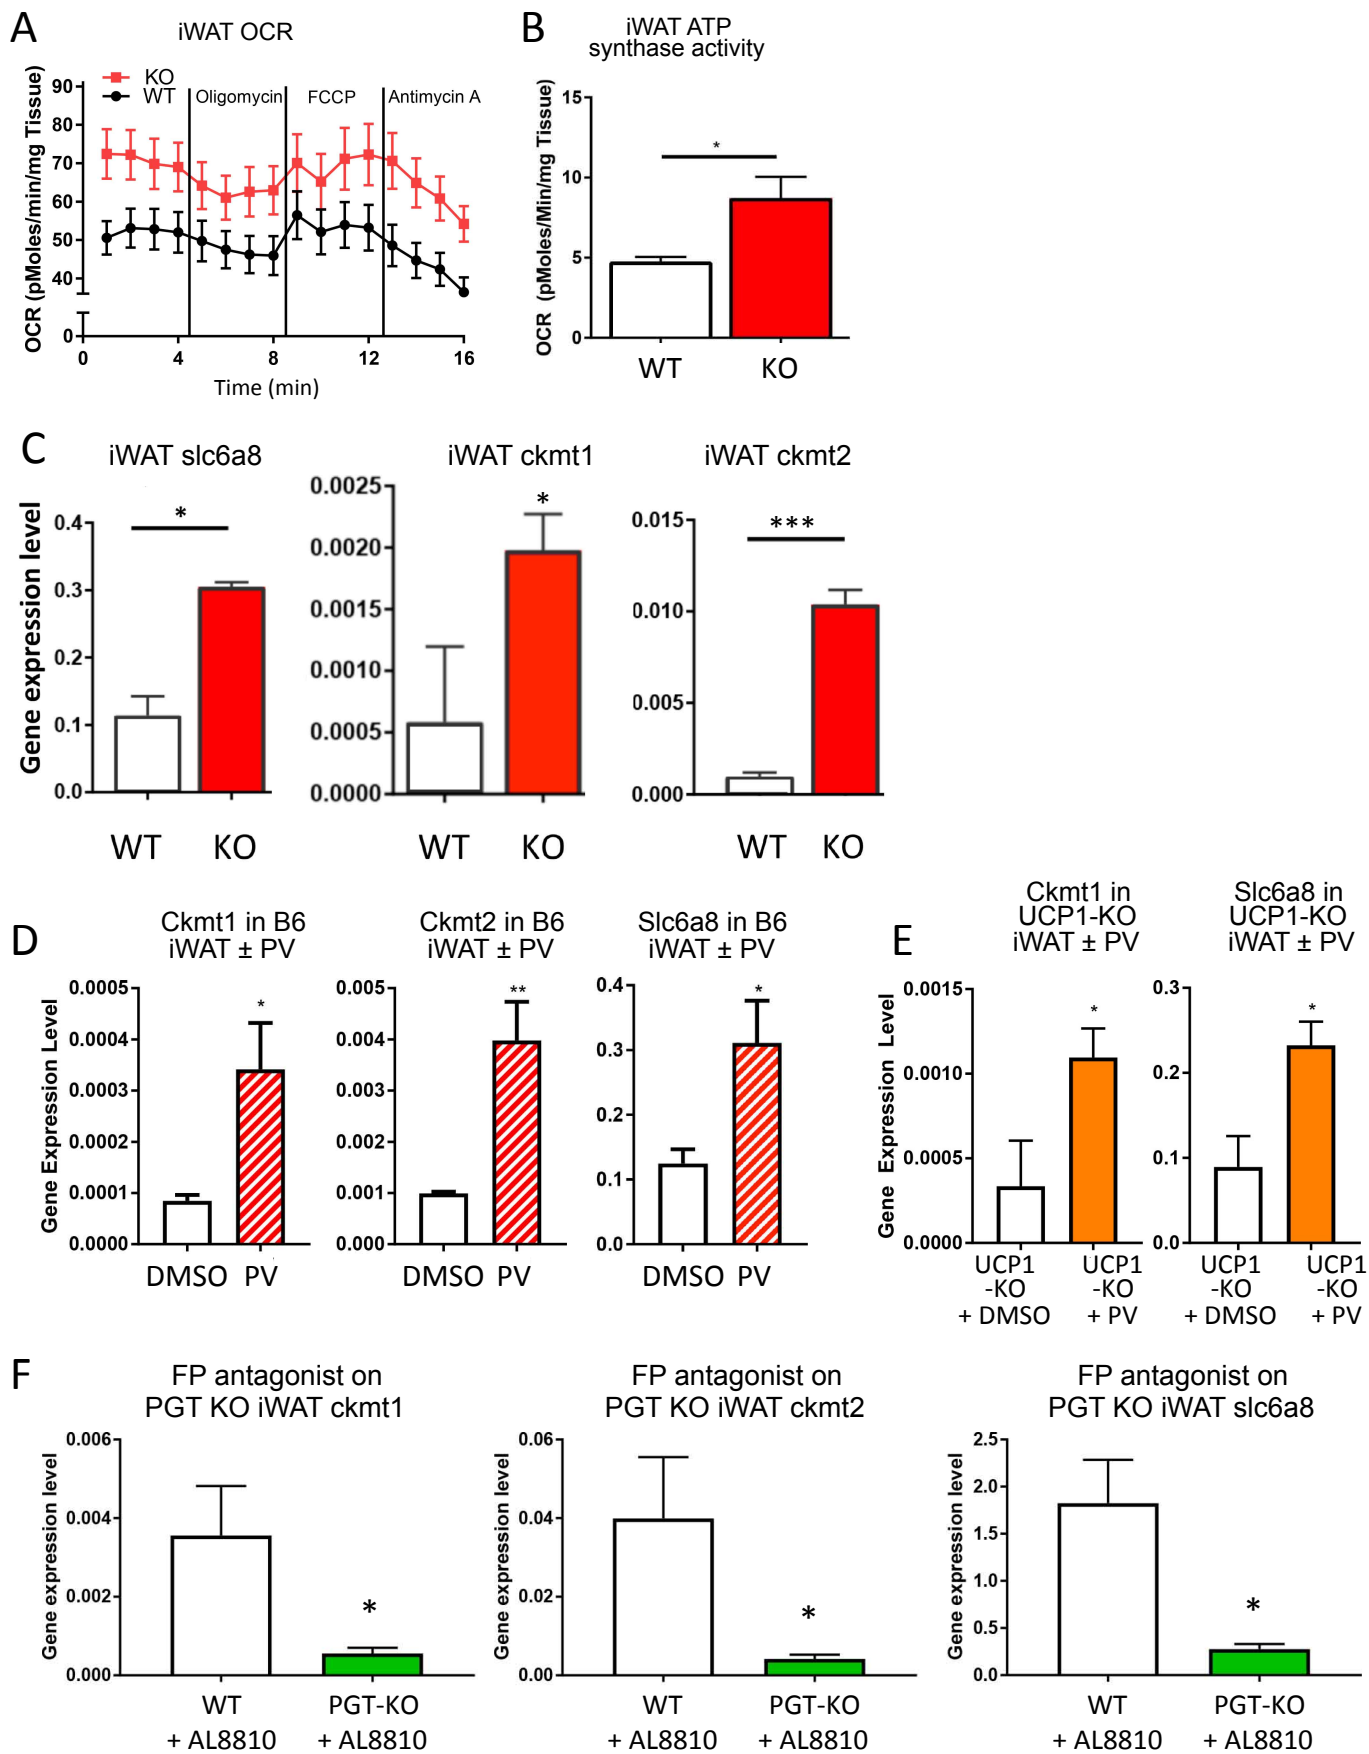 A
iWAT OCR
KO
WT
Oligomycin
FCCP
Antimycin A
OCR (pMoles/min/mg Tissue)
90
80
70
60
50
40
0
0
4
8
12
16
Time (min)
B
iWAT ATP
synthase activity
OCR (pMoles/Min/mg Tissue)
15
10
5
0
*
WT
KO
C
iWAT slc6a8
Gene expression level
0.4
0.3
0.2
0.1
0.0
*
WT
KO
iWAT ckmt1
0.0025
0.0020
0.0015
0.0010
0.0005
0.0000
*
WT
KO
iWAT ckmt2
0.015
0.010
0.005
0.000
***
WT
KO
D
Ckmt1 in B6
iWAT ± PV
Gene Expression Level
0.0005
0.0004
0.0003
0.0002
0.0001
0.0000
*
DMSO
PV
Ckmt2 in B6
iWAT ± PV
0.005
0.004
0.003
0.002
0.001
0.000
**
DMSO
PV
Slc6a8 in B6
iWAT ± PV
0.4
0.3
0.2
0.1
0.0
*
DMSO
PV
E
Ckmt1 in
UCP1-KO
iWAT ± PV
Gene Expression Level
0.0015
0.0010
0.0005
0.0000
*
UCP1
-KO
+ DMSO
UCP1
-KO
+ PV
Slc6a8 in
UCP1-KO
iWAT ± PV
0.3
0.2
0.1
0.0
*
UCP1
-KO
+ DMSO
UCP1
-KO
+ PV
F
FP antagonist on
PGT KO iWAT ckmt1
Gene expression level
0.006
0.004
0.002
0.000
*
WT
+ AL8810
PGT-KO
+ AL8810
FP antagonist on
PGT KO iWAT ckmt2
Gene expression level
0.06
0.04
0.02
0.00
*
WT
+ AL8810
PGT-KO
+ AL8810
FP antagonist on
PGT KO iWAT slc6a8
Gene expression level
2.5
2.0
1.5
1.0
0.5
0.0
*
WT
+ AL8810
PGT-KO
+ AL8810